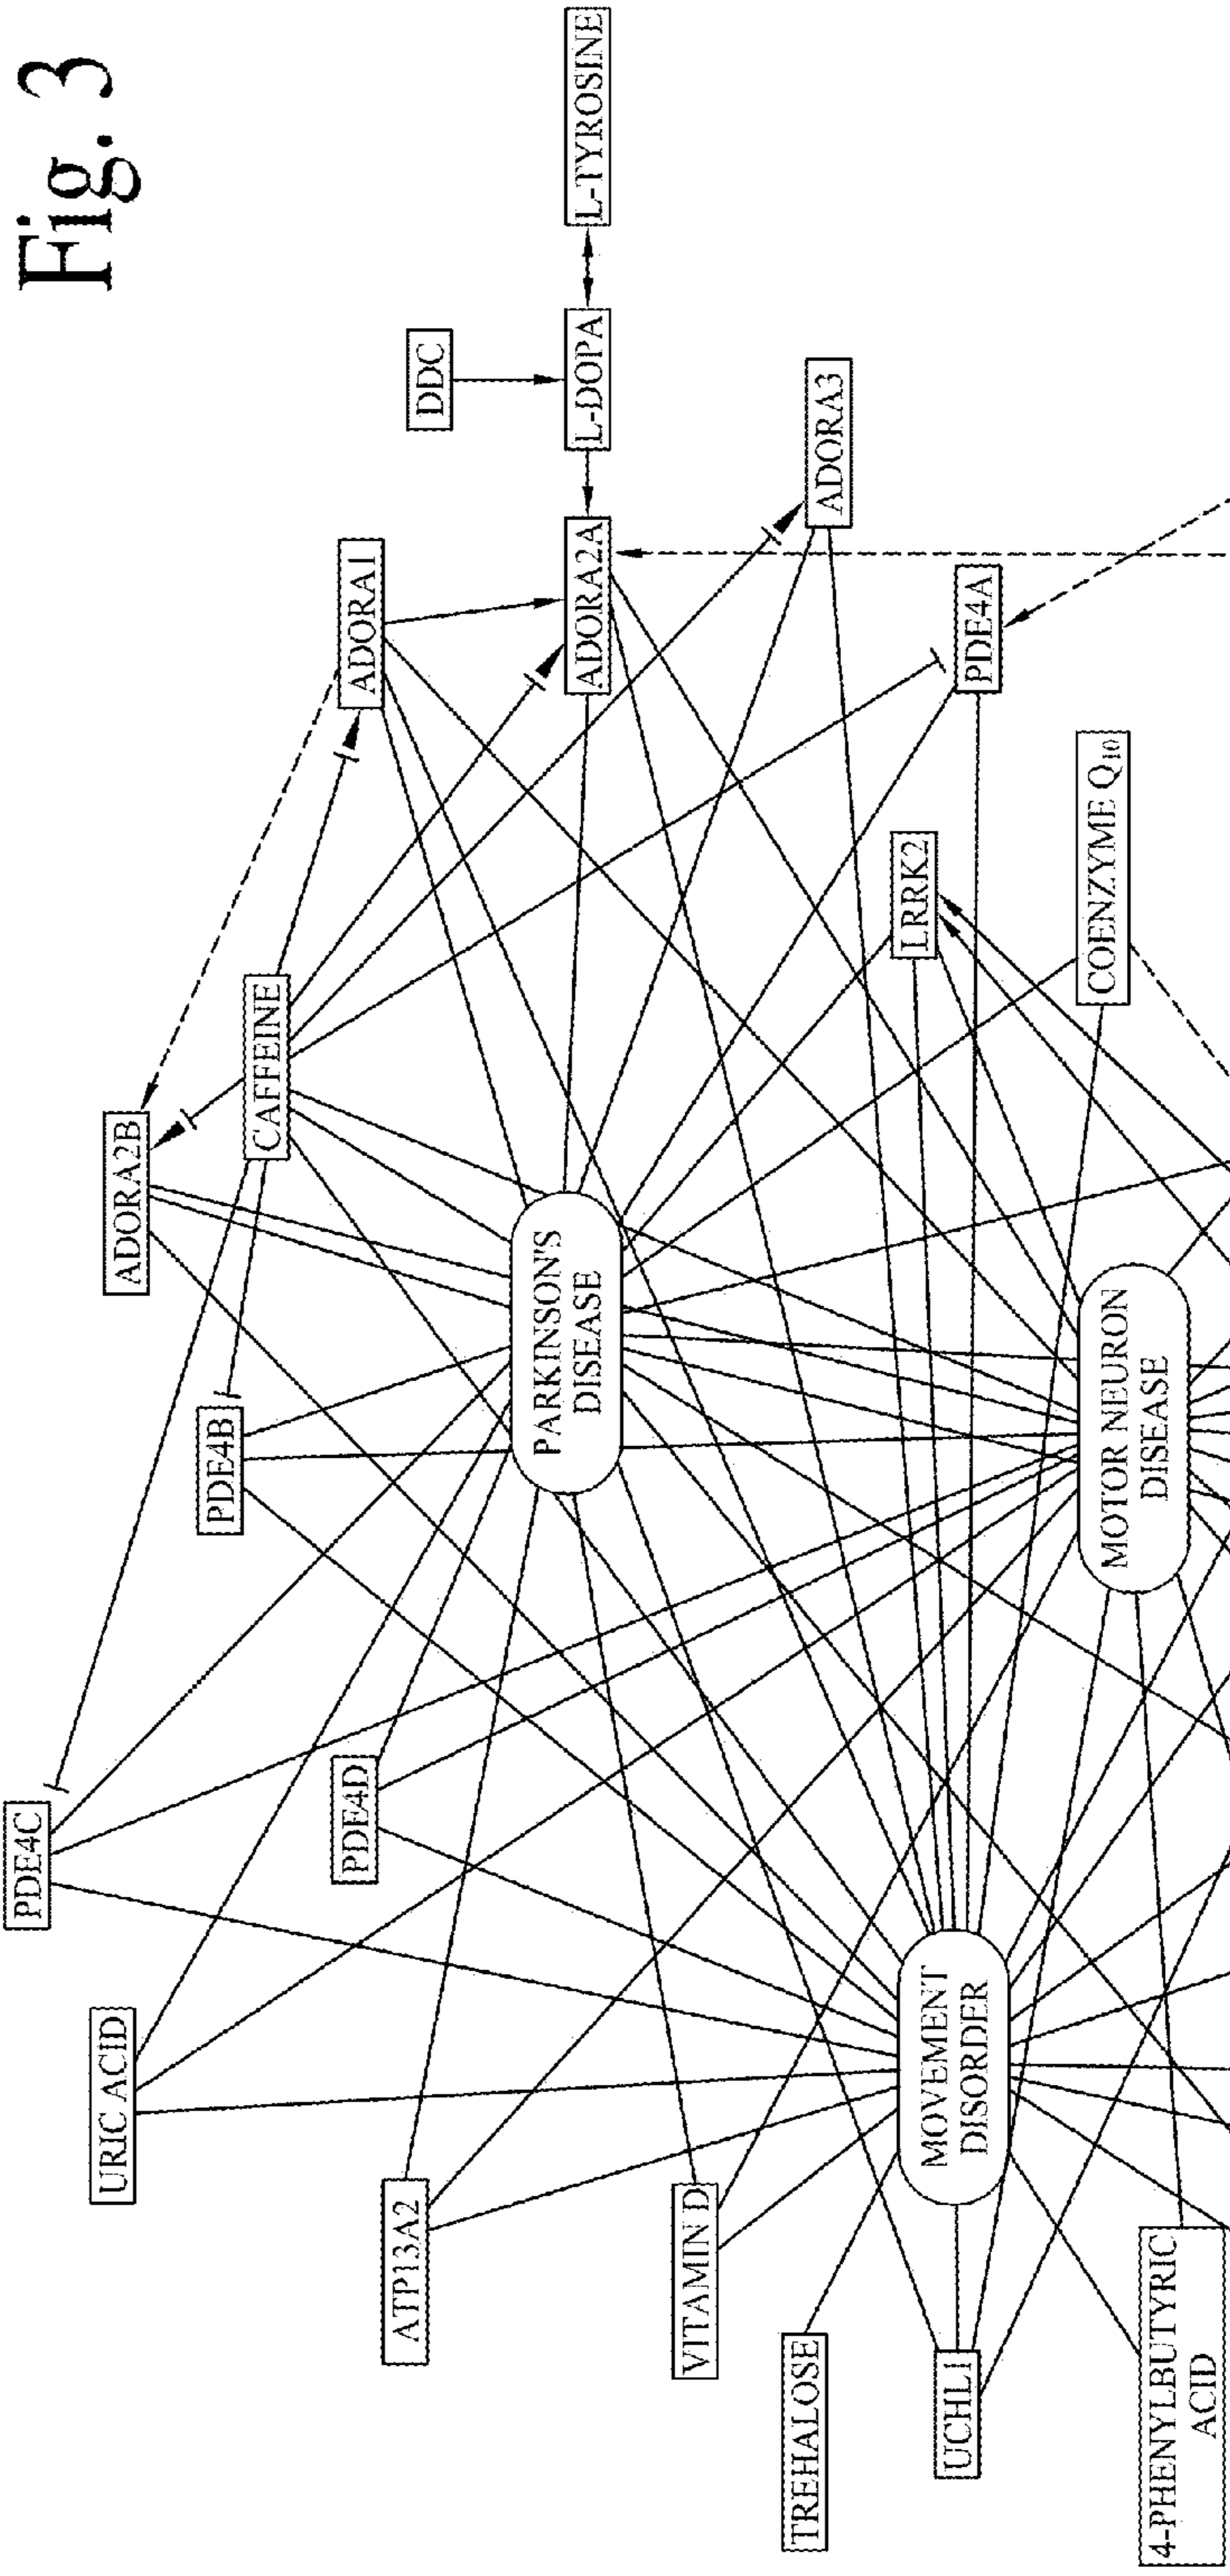 Fig. 3
PDE4C
URIC ACID
ADORA2B
PDE4B
CAFFEINE
PDE4D
ADORA1
ATP13A2
DDC
PARKINSON'S
DISEASE
ADORA2A
L-DOPA
L-TYROSINE
VITAMIN D
TREHALOSE
ADORA3
LRRK2
MOVEMENT
DISORDER
UCHL1
PDE4A
COENZYME Q₁₀
MOTOR NEURON
DISEASE
4-PHENYLBUTYRIC
ACID